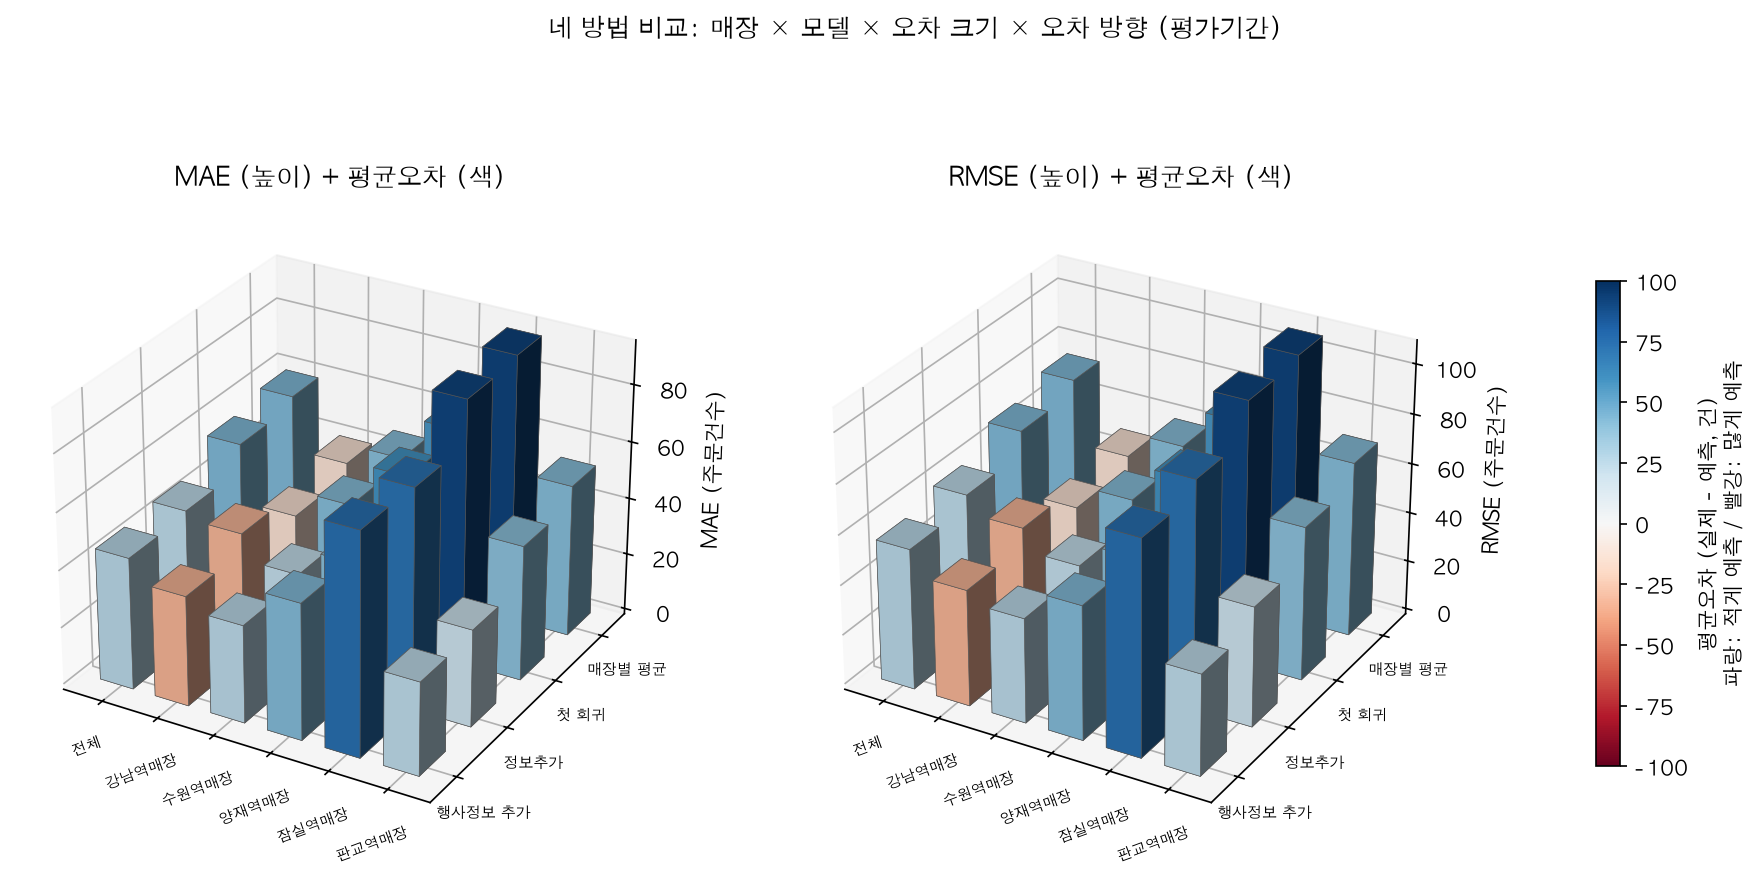 네 방법 비교: 매장 × 모델 × 오차 크기 × 오차 방향 (평가기간)
MAE (높이) + 평균오차 (색)
80
60
40
20
0
MAE (주문건수)
매장별 평균
첫 회귀
정보추가
행사정보 추가
전체
강남역매장
수원역매장
양재역매장
잠실역매장
판교역매장
RMSE (높이) + 평균오차 (색)
100
80
60
40
20
0
RMSE (주문건수)
매장별 평균
첫 회귀
정보추가
행사정보 추가
전체
강남역매장
수원역매장
양재역매장
잠실역매장
판교역매장
100
75
50
25
0
-25
-50
-75
-100
평균오차 (실제 - 예측, 건)
파랑: 적게 예측 / 빨강: 많게 예측